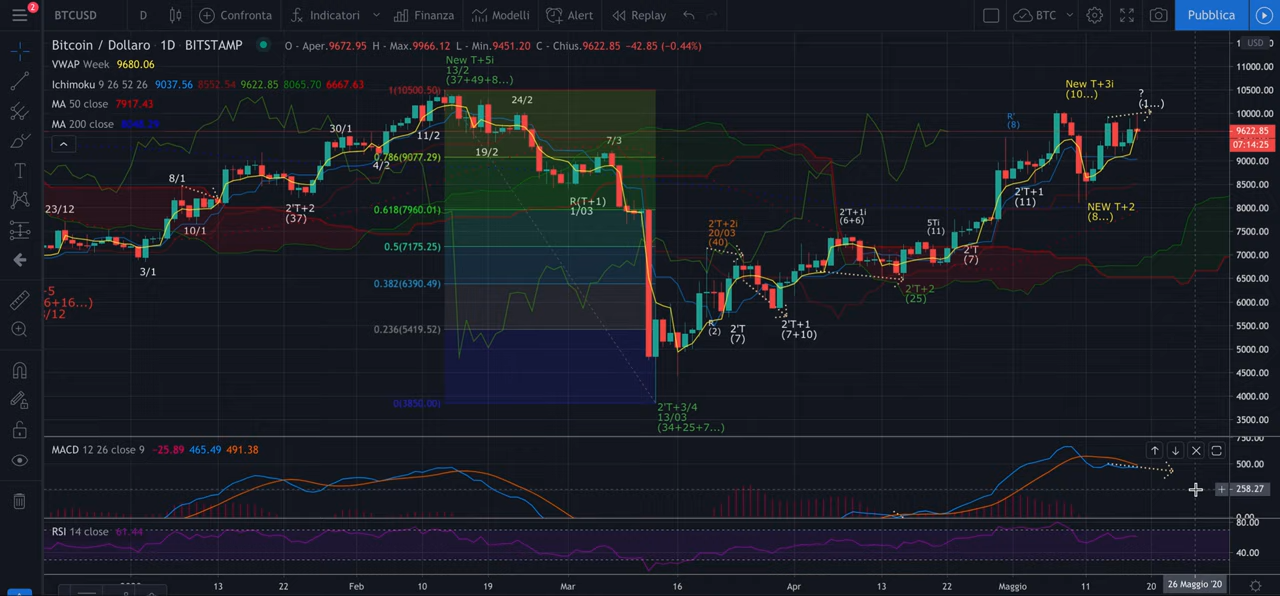 2
BTCUSD D Confronta Indicatori Finanza Modelli Alert Replay BTC Pubblica
Bitcoin / Dollaro 1D BITSTAMP O - Aper.9672.95 H - Max.9966.12 L - Min.9451.20 C - Chius.9622.85 -42.85 (-0.44%)
VWAP Week 9680.06
Ichimoku 9 26 52 26 9037.56 8552.54 9622.85 8065.70 6667.63
MA 50 close 7917.43
MA 200 close
USD
11000.00
10500.00
9622.85
07:14:25
9000.00
8500.00
8000.00
7500.00
7000.00
6500.00
6000.00
5500.00
5000.00
4500.00
4000.00
3500.00
New T+5i
13/2
(37+49+8...)
1(10500.50)
0.786(9077.29)
0.618(7960.01)
0.5(7175.25)
0.382(6390.49)
0.236(5419.52)
0(3850.00)
23/12
3/1
8/1
10/1
2'T+2
(37)
30/1
4/2
11/2
19/2
24/2
7/3
R(T+1)
1/03
-5
6+16...)
/12
2'T+3/4
13/03
(34+25+7...)
2'T+2i
20/03
(40)
R'
(2)
2'T
(7)
2'T+1
(7+10)
2'T+1i
(6+6)
2'T+2
(25)
5Ti
(11)
2'T
(7)
R'
(8)
2'T+1
(11)
New T+3i
(10...)
NEW T+2
(8...)
?
(1...)
MACD 12 26 close 9 -25.89 465.49 491.38
750.00
500.00
258.27
0.00
RSI 14 close 61.44
80.00
40.00
13 22 Feb 10 19 Mar 16 Apr 13 22 Maggio 11 20 26 Maggio '20